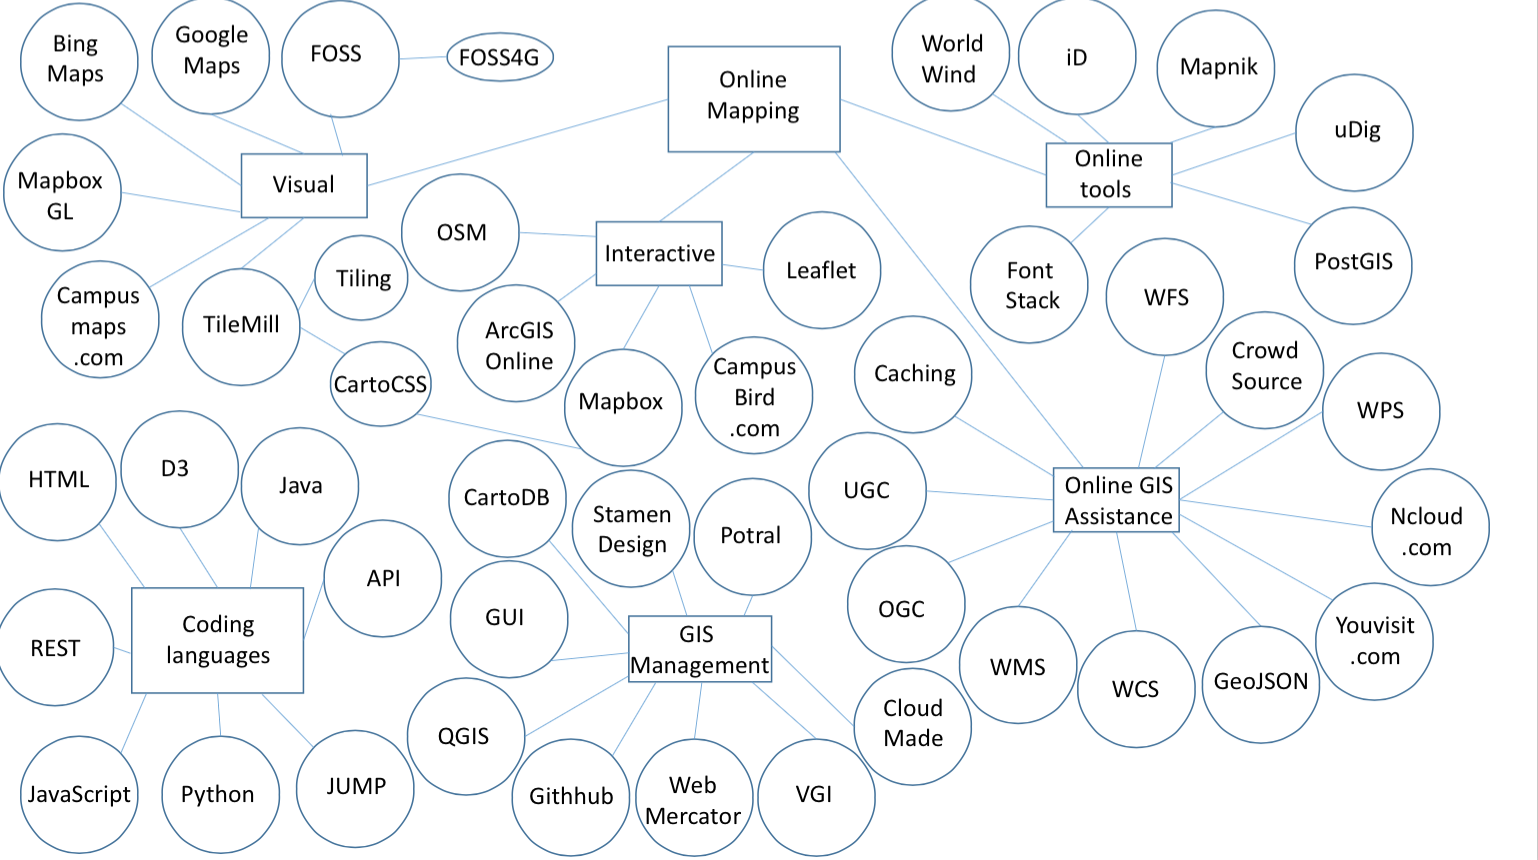 Bing
Maps
Google
Maps
FOSS
FOSS4G
Online
Mapping
World
Wind
iD
Mapnik
uDig
Visual
Online
tools
Mapbox
GL
OSM
Interactive
Leaflet
Font
Stack
WFS
PostGIS
Campus
maps
.com
TileMill
Tiling
CartoCSS
ArcGIS
Online
Mapbox
Campus
Bird
.com
Caching
Crowd
Source
WPS
HTML
D3
Java
API
CartoDB
Stamen
Design
Potral
UGC
Online GIS
Assistance
Ncloud
.com
REST
Coding
languages
GUI
GIS
Management
OGC
WMS
WCS
GeoJSON
Youvisit
.com
JavaScript
Python
JUMP
QGIS
Githhub
Web
Mercator
VGI
Cloud
Made